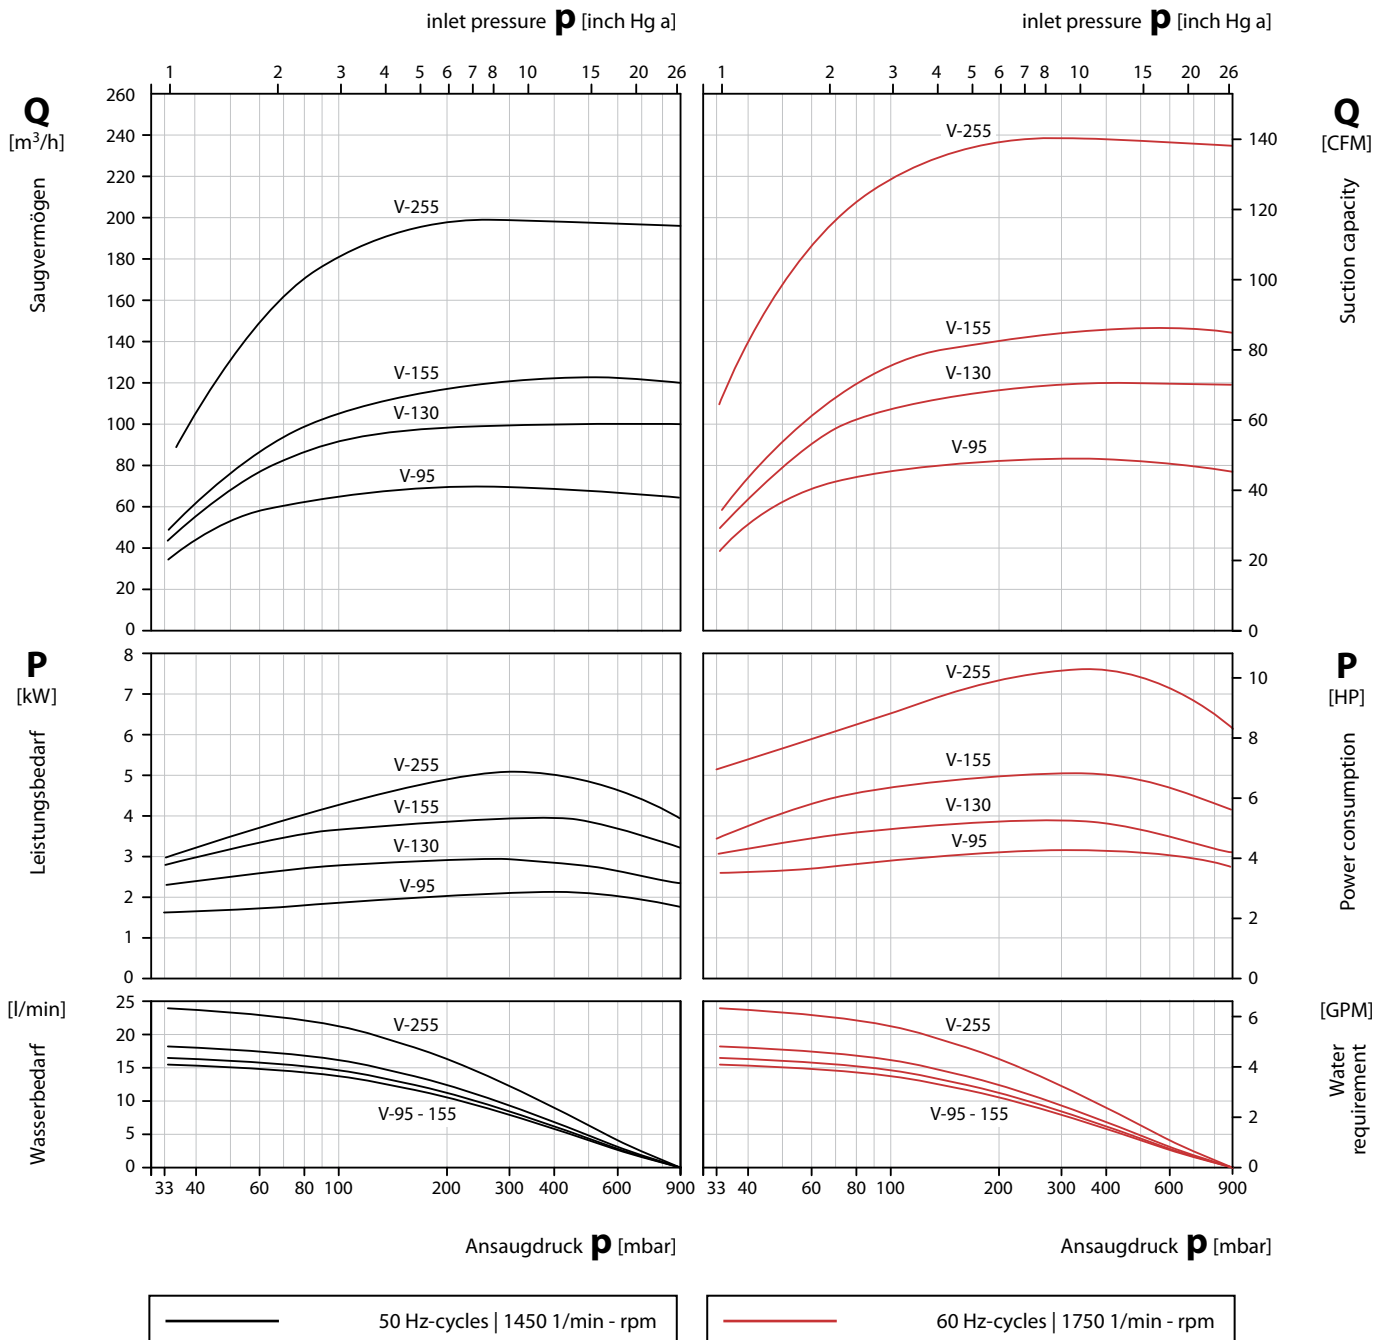 inlet pressure p [inch Hg a]
inlet pressure p [inch Hg a]
1 2 3 4 5 6 7 8 10 15 20 26
1 2 3 4 5 6 7 8 10 15 20 26
Q
[m³/h]
Saugvermögen
260
240
220
200
180
160
140
120
100
80
60
40
20
0
V-255
V-155
V-130
V-95
V-255
V-155
V-130
V-95
140
120
100
80
60
40
20
0
Q
[CFM]
Suction capacity
P
[kW]
Leistungsbedarf
8
7
6
5
4
3
2
1
0
V-255
V-155
V-130
V-95
V-255
V-155
V-130
V-95
10
8
6
4
2
0
P
[HP]
Power consumption
[l/min]
Wasserbedarf
25
20
15
10
5
0
V-255
V-95 - 155
V-255
V-95 - 155
6
4
2
0
[GPM]
Water
requirement
33 40 60 80 100 200 300 400 600 900
33 40 60 80 100 200 300 400 600 900
Ansaugdruck p [mbar]
Ansaugdruck p [mbar]
50 Hz-cycles | 1450 1/min - rpm
60 Hz-cycles | 1750 1/min - rpm